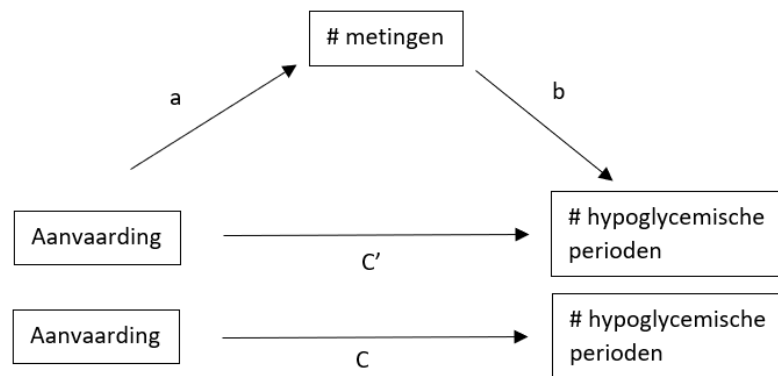 # metingen
a
b
Aanvaarding
# hypoglycemische
perioden
C’
Aanvaarding
# hypoglycemische
perioden
C